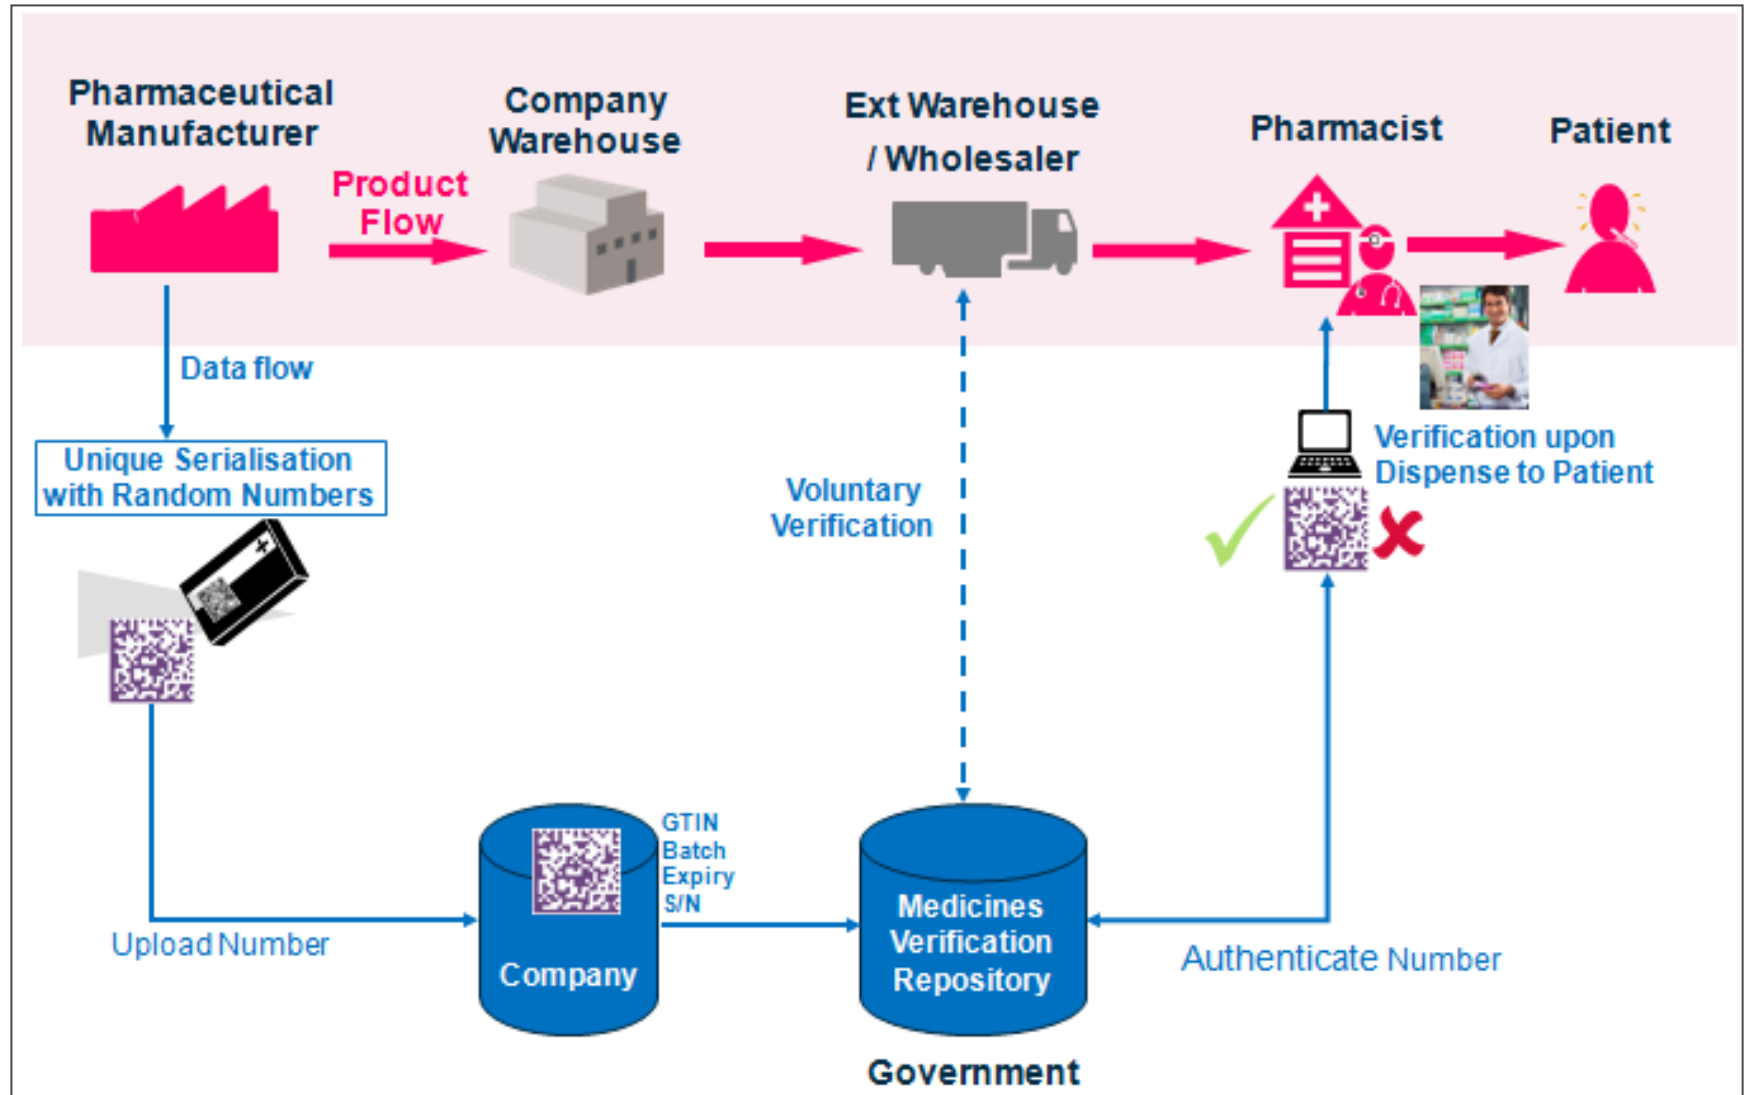 Pharmaceutical
Manufacturer
Company
Warehouse
Ext Warehouse
/ Wholesaler
Pharmacist
Patient
Product
Flow
Data flow
Unique Serialisation
with Random Numbers
Voluntary
Verification
Verification upon
Dispense to Patient
GTIN
Batch
Expiry
S/N
Company
Upload Number
Medicines
Verification
Repository
Authenticate Number
Government